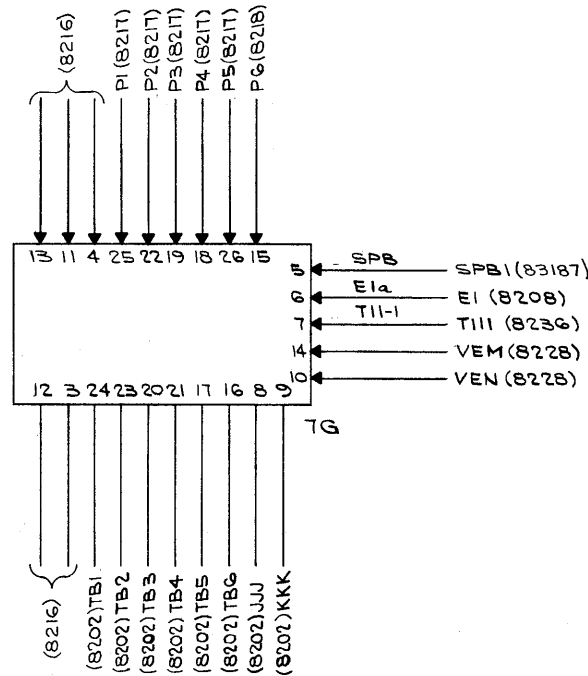 (8216)
P1(8217)
P2(8217)
P3(8217)
P4(8217)
P5(8217)
P6(8218)
13 11 4 25 22 19 18 26 15
5 SPB SPB1(83187)
6 E1a E1 (8208)
7 T11-1 T111 (8236)
14 VEM (8228)
10 VEN (8228)
12 3 24 23 20 21 17 16 8 9
7G
(8216)
(8202)TB1
(8202)TB2
(8202)TB3
(8202)TB4
(8202)TB5
(8202)TB6
(8202)JJJ
(8202)KKK